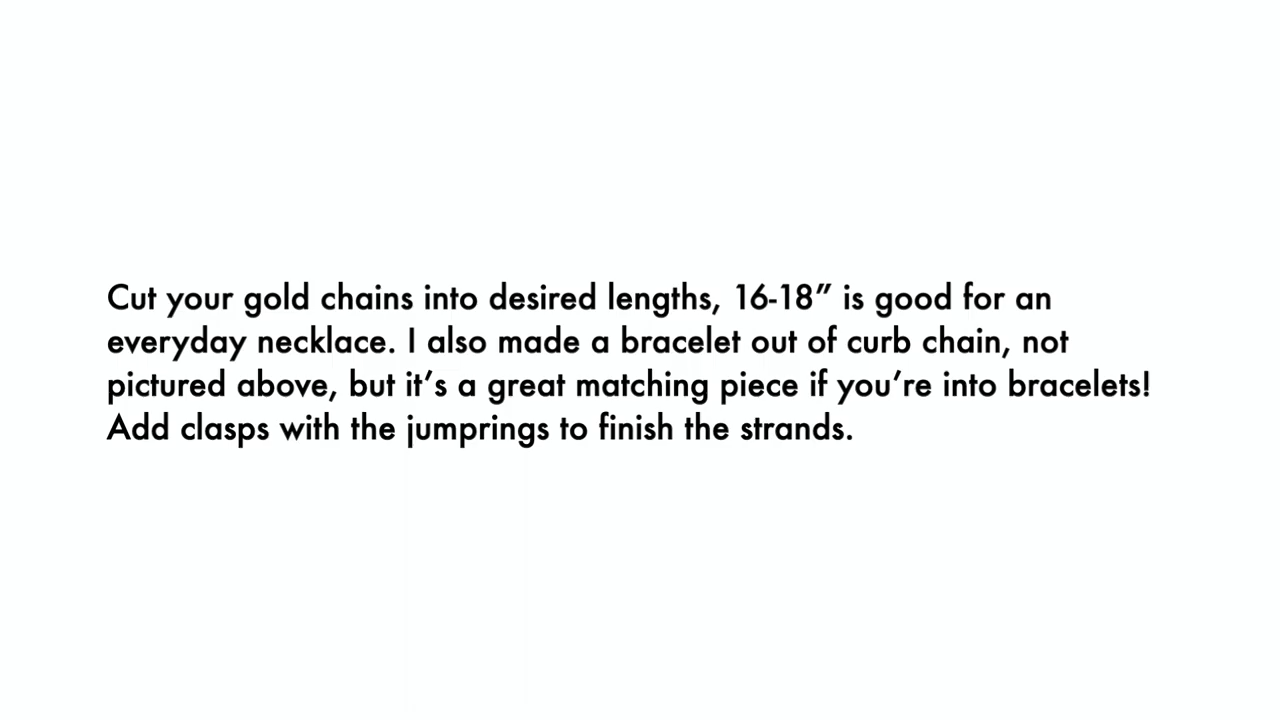 Cut your gold chains into desired lengths, 16-18” is good for an
everyday necklace. I also made a bracelet out of curb chain, not
pictured above, but it’s a great matching piece if you’re into bracelets!
Add clasps with the jumprings to finish the strands.